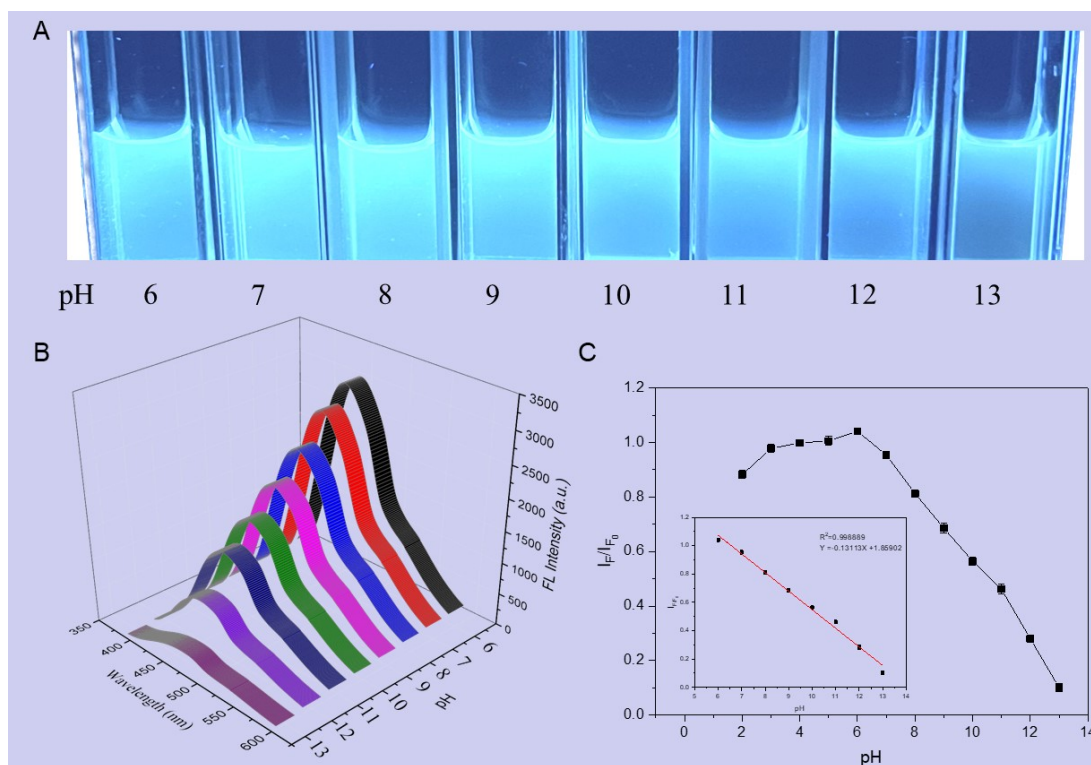 A
pH 6 7 8 9 10 11 12 13
B
3500
3000
2500
2000
1500
1000
500
0
FL Intensity (a.u.)
350
400
450
500
550
600
Wavelength (nm)
6
7
8
9
10
11
12
13
pH
C
1.2
1.0
0.8
0.6
0.4
0.2
0.0
I_F/I_F₀
0 2 4 6 8 10 12 14
pH
1.2
1.0
0.8
0.6
0.4
0.2
0.0
R²=0.998889
Y =-0.13113X +1.85902
5 6 7 8 9 10 11 12 13 14
pH